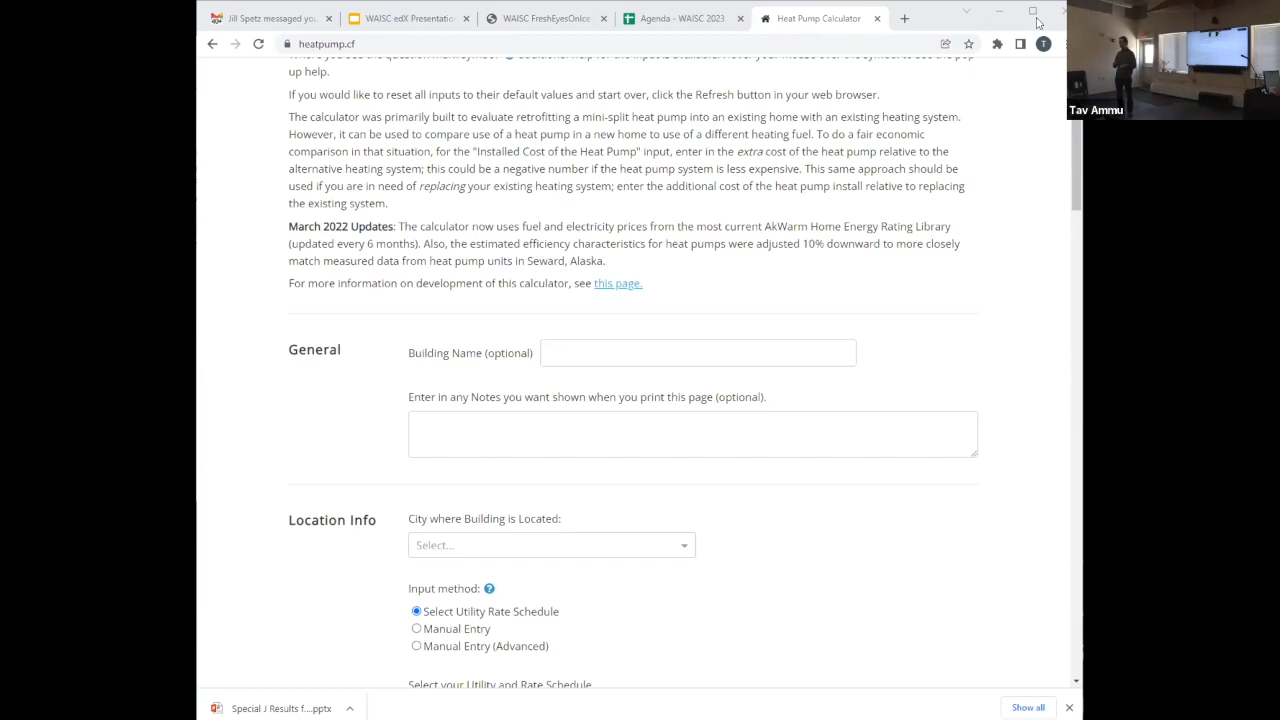 Jill Spetz messaged you
WAISC edX Presentatio
WAISC FreshEyesOnIce
Agenda - WAISC 2023
Heat Pump Calculator
heatpump.cf
T
Tav Ammu
up help.
If you would like to reset all inputs to their default values and start over, click the Refresh button in your web browser.
The calculator was primarily built to evaluate retrofitting a mini-split heat pump into an existing home with an existing heating system.
However, it can be used to compare use of a heat pump in a new home to use of a different heating fuel. To do a fair economic
comparison in that situation, for the "Installed Cost of the Heat Pump" input, enter in the extra cost of the heat pump relative to the
alternative heating system; this could be a negative number if the heat pump system is less expensive. This same approach should be
used if you are in need of replacing your existing heating system; enter the additional cost of the heat pump install relative to replacing
the existing system.
March 2022 Updates: The calculator now uses fuel and electricity prices from the most current AkWarm Home Energy Rating Library
(updated every 6 months). Also, the estimated efficiency characteristics for heat pumps were adjusted 10% downward to more closely
match measured data from heat pump units in Seward, Alaska.
For more information on development of this calculator, see this page.
General
Building Name (optional)
Enter in any Notes you want shown when you print this page (optional).
Location Info
City where Building is Located:
Select...
Input method: ?
Select Utility Rate Schedule
Manual Entry
Manual Entry (Advanced)
Select your Utility and Rate Schedule
Special J Results f....pptx
Show all